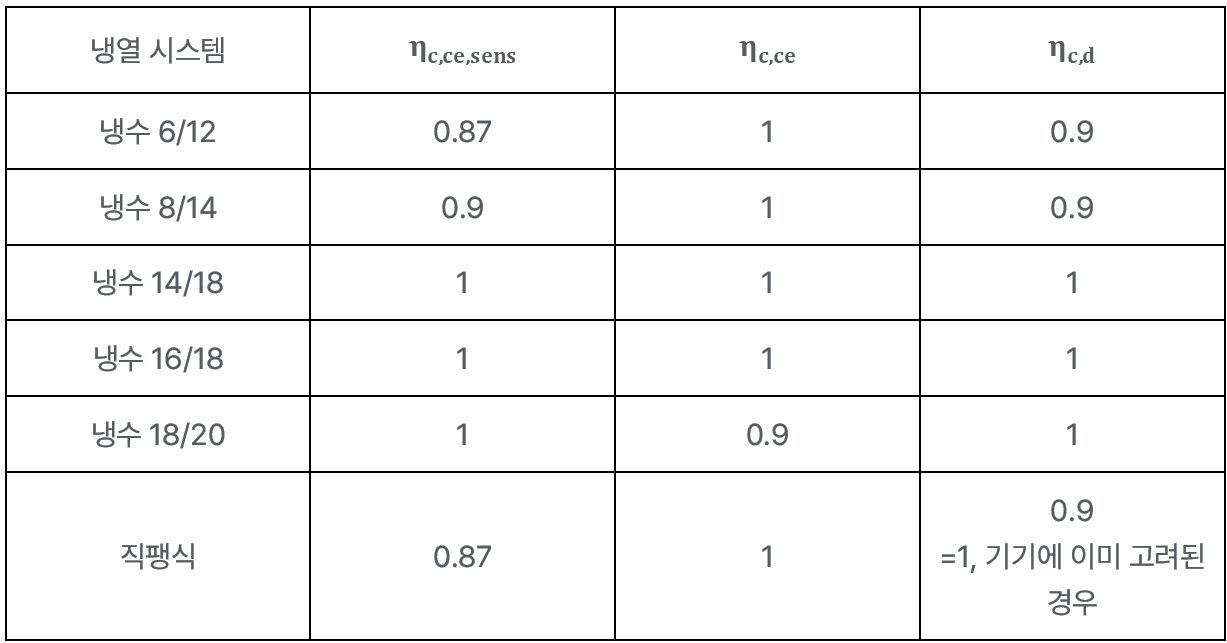 냉열 시스템 η_c,ce,sens η_c,ce η_c,d
냉수 6/12 0.87 1 0.9
냉수 8/14 0.9 1 0.9
냉수 14/18 1 1 1
냉수 16/18 1 1 1
냉수 18/20 1 0.9 1
직팽식 0.87 1 0.9
=1, 기기에 이미 고려된
경우